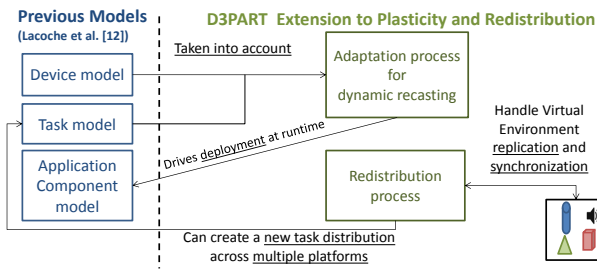 Previous Models
(Lacoche et al. [12])
D3PART Extension to Plasticity and Redistribution
Taken into account
Device model
Adaptation process
for
dynamic recasting
Task model
Drives deployment at runtime
Handle Virtual
Environment
replication and
synchronization
Application
Component
model
Redistribution
process
Can create a new task distribution
across multiple platforms